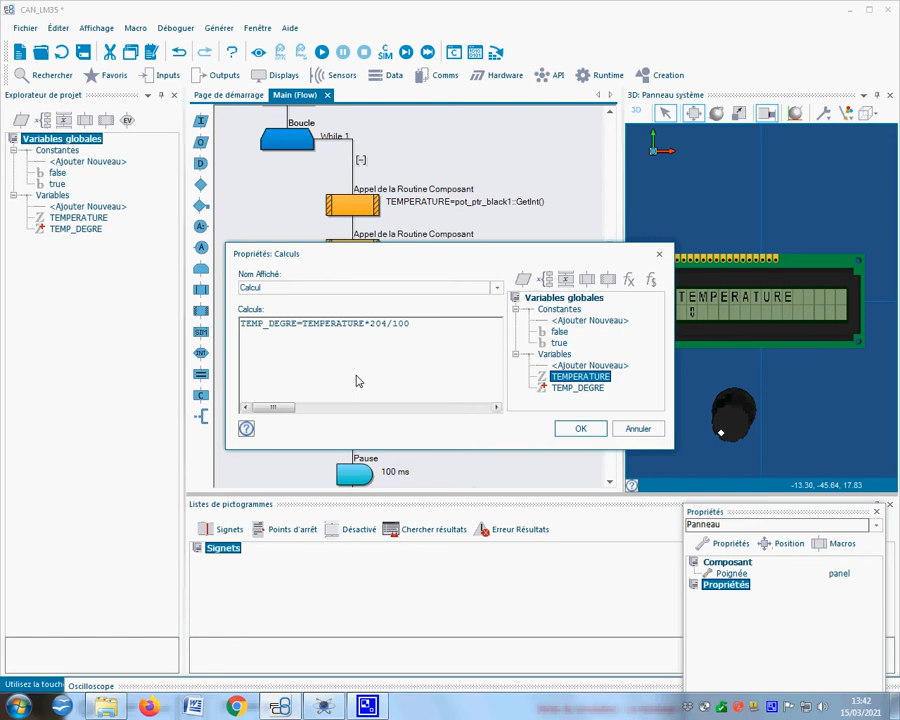 CAN_LM35
Fichier Éditer Affichage Macro Déboguer Générer Fenêtre Aide
Rechercher Favoris Inputs Outputs Displays Sensors Data Comms Hardware API Runtime Creation
Explorateur de projet
Variables globales
Constantes
<Ajouter Nouveau>
false
true
Variables
<Ajouter Nouveau>
TEMPERATURE
TEMP_DEGRE
Page de démarrage Main (Flow)
Boucle
While 1
Appel de la Routine Composant
TEMPERATURE=pot_ptr_black1::GetInt()
Appel de la Routine Composant
Propriétés: Calculs
Nom Affiché:
Calcul
Calculs:
TEMP_DEGRE=TEMPERATURE*204/100
Variables globales
Constantes
<Ajouter Nouveau>
false
true
Variables
<Ajouter Nouveau>
TEMPERATURE
TEMP_DEGRE
OK Annuler
Pause
100 ms
3D: Panneau système
TEMPERATURE
-13.30, -45.64, 17.83
Listes de pictogrammes
Signets Points d'arrêt Désactivé Chercher résultats Erreur Résultats
Signets
Propriétés
Panneau
Propriétés Position Macros
Composant
Poignée panel
Propriétés
Utilisez la touch
Oscilloscope
13:42
15/03/2021